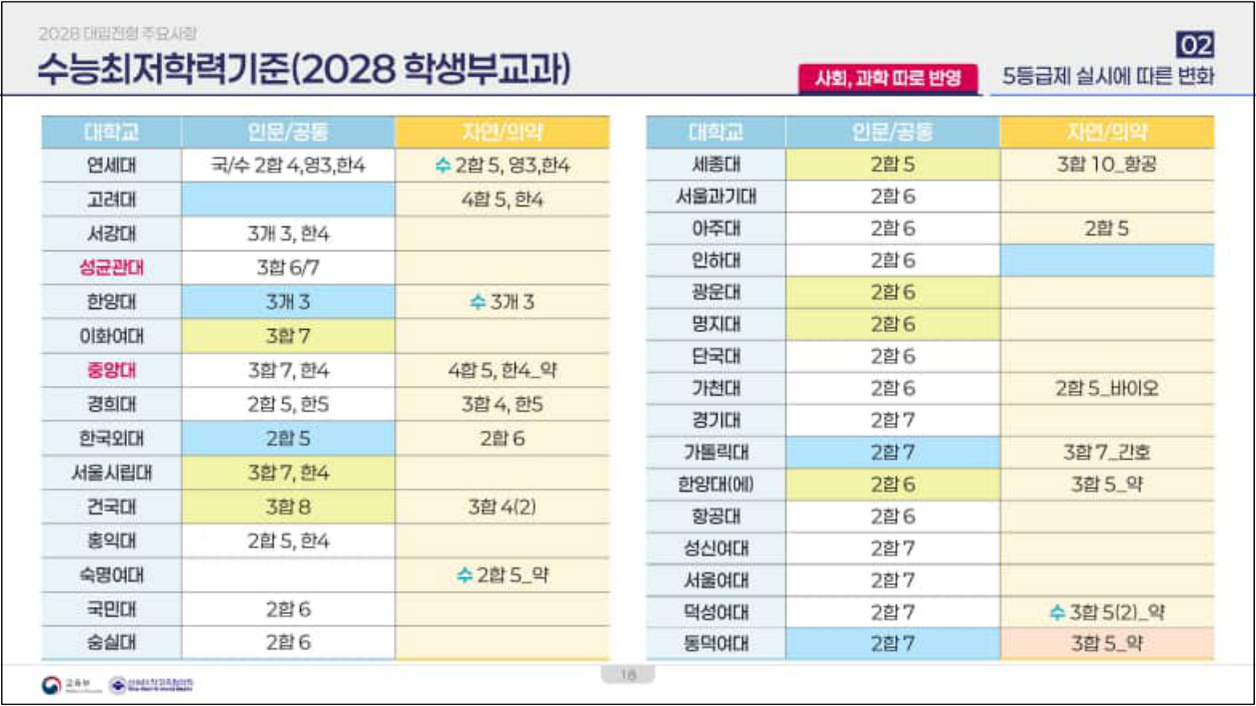 2028 대입전형 주요사항
수능최저학력기준(2028 학생부교과)
사회, 과학 따로 반영
02
5등급제 실시에 따른 변화
대학교 인문/공통 자연/의약
연세대 국/수 2합 4,영3,한4 수 2합 5, 영3,한4
고려대 4합 5, 한4
서강대 3개 3, 한4
성균관대 3합 6/7
한양대 3개 3 수 3개 3
이화여대 3합 7
중앙대 3합 7, 한4 4합 5, 한4_약
경희대 2합 5, 한5 3합 4, 한5
한국외대 2합 5 2합 6
서울시립대 3합 7, 한4
건국대 3합 8 3합 4(2)
홍익대 2합 5, 한4
숙명여대 수 2합 5_약
국민대 2합 6
숭실대 2합 6
대학교 인문/공통 자연/의약
세종대 2합 5 3합 10_항공
서울과기대 2합 6
아주대 2합 6 2합 5
인하대 2합 6
광운대 2합 6
명지대 2합 6
단국대 2합 6
가천대 2합 6 2합 5_바이오
경기대 2합 7
가톨릭대 2합 7 3합 7_간호
한양대(에) 2합 6 3합 5_약
항공대 2합 6
성신여대 2합 7
서울여대 2합 7
덕성여대 2합 7 수 3합 5(2)_약
동덕여대 2합 7 3합 5_약
교육부
18